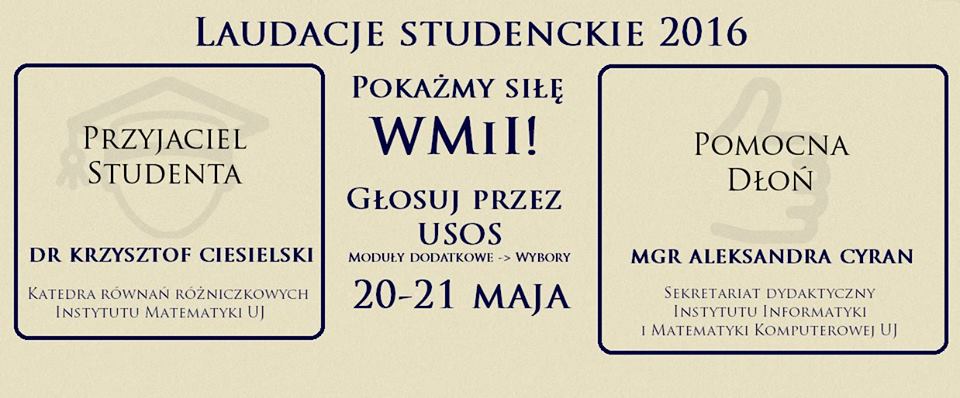 Laudacje studenckie 2016
Przyjaciel
Studenta
dr Krzysztof Ciesielski
Katedra równań różniczkowych
Instytutu Matematyki UJ
Pokażmy siłę
WMiI!
Głosuj przez
USOS
Moduły dodatkowe -> Wybory
20-21 maja
Pomocna
Dłoń
mgr Aleksandra Cyran
Sekretariat dydaktyczny
Instytutu Informatyki
i Matematyki Komputerowej UJ